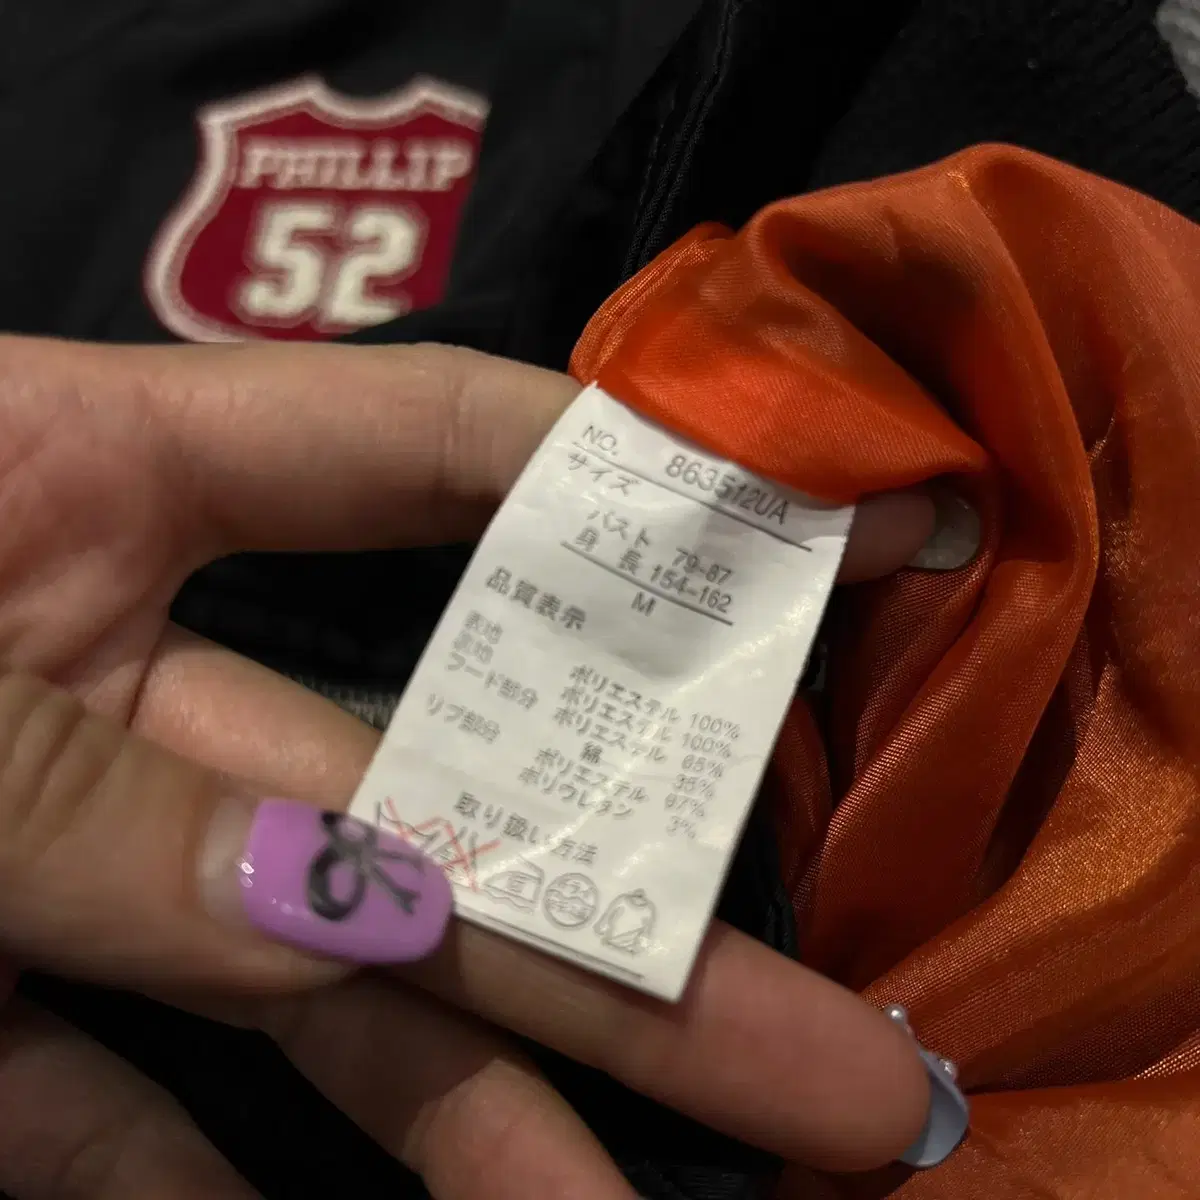 PHILLIP
52
NO. 863512UA
サイズ
バスト 79-87
身 長 154-162
M
品質表示
表地 ポリエステル 100%
裏地 ポリエステル 100%
フード部分 ポリエステル 65%
綿 35%
リブ部分 ポリエステル 97%
ポリウレタン 3%
取り扱い方法